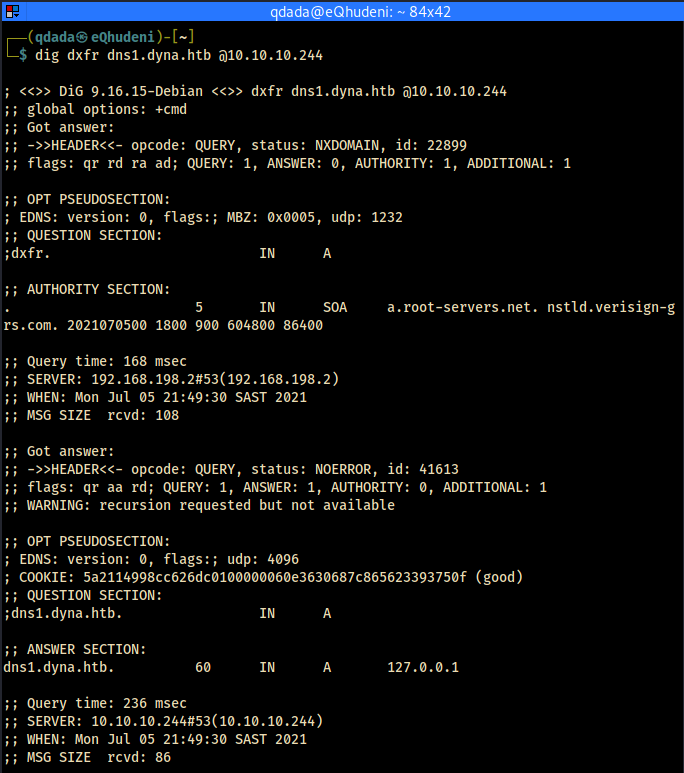 qdada@eQhudeni: ~ 84x42
┌──(qdada㉿eQhudeni)-[~]
└─$ dig dxfr dns1.dyna.htb @10.10.10.244
; <<>> DiG 9.16.15-Debian <<>> dxfr dns1.dyna.htb @10.10.10.244
;; global options: +cmd
;; Got answer:
;; ->>HEADER<<- opcode: QUERY, status: NXDOMAIN, id: 22899
;; flags: qr rd ra ad; QUERY: 1, ANSWER: 0, AUTHORITY: 1, ADDITIONAL: 1
;; OPT PSEUDOSECTION:
; EDNS: version: 0, flags:; MBZ: 0x0005, udp: 1232
;; QUESTION SECTION:
;dxfr. IN A
;; AUTHORITY SECTION:
. 5 IN SOA a.root-servers.net. nstld.verisign-g
rs.com. 2021070500 1800 900 604800 86400
;; Query time: 168 msec
;; SERVER: 192.168.198.2#53(192.168.198.2)
;; WHEN: Mon Jul 05 21:49:30 SAST 2021
;; MSG SIZE  rcvd: 108
;; Got answer:
;; ->>HEADER<<- opcode: QUERY, status: NOERROR, id: 41613
;; flags: qr aa rd; QUERY: 1, ANSWER: 1, AUTHORITY: 0, ADDITIONAL: 1
;; WARNING: recursion requested but not available
;; OPT PSEUDOSECTION:
; EDNS: version: 0, flags:; udp: 4096
; COOKIE: 5a2114998cc626dc0100000060e3630687c865623393750f (good)
;; QUESTION SECTION:
;dns1.dyna.htb. IN A
;; ANSWER SECTION:
dns1.dyna.htb. 60 IN A 127.0.0.1
;; Query time: 236 msec
;; SERVER: 10.10.10.244#53(10.10.10.244)
;; WHEN: Mon Jul 05 21:49:30 SAST 2021
;; MSG SIZE  rcvd: 86